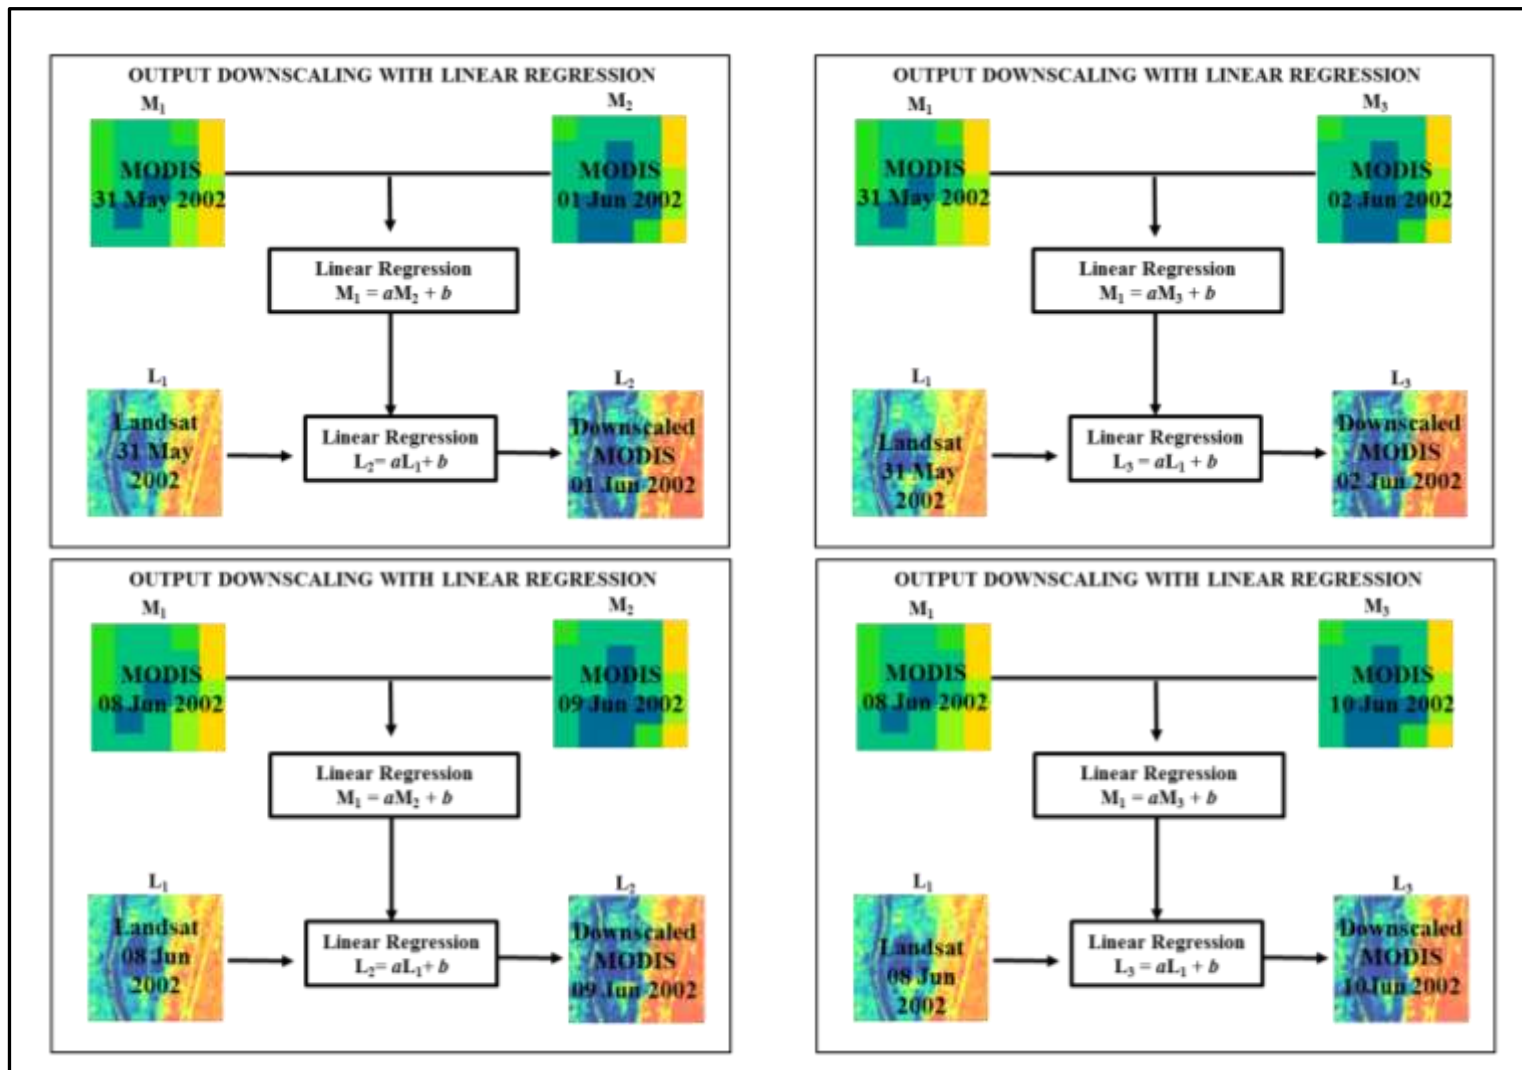 OUTPUT DOWNSCALING WITH LINEAR REGRESSION
M₁
M₂
MODIS
31 May 2002
MODIS
01 Jun 2002
Linear Regression
M₁ = aM₂ + b
L₁
L₂
Landsat
31 May
2002
Linear Regression
L₂= aL₁+ b
Downscaled
MODIS
01 Jun 2002
OUTPUT DOWNSCALING WITH LINEAR REGRESSION
M₁
M₃
MODIS
31 May 2002
MODIS
02 Jun 2002
Linear Regression
M₁ = aM₃ + b
L₁
L₃
Landsat
31 May
2002
Linear Regression
L₃ = aL₁ + b
Downscaled
MODIS
02 Jun 2002
OUTPUT DOWNSCALING WITH LINEAR REGRESSION
M₁
M₂
MODIS
08 Jun 2002
MODIS
09 Jun 2002
Linear Regression
M₁ = aM₂ + b
L₁
L₂
Landsat
08 Jun
2002
Linear Regression
L₂= aL₁+ b
Downscaled
MODIS
09 Jun 2002
OUTPUT DOWNSCALING WITH LINEAR REGRESSION
M₁
M₃
MODIS
08 Jun 2002
MODIS
10 Jun 2002
Linear Regression
M₁ = aM₃ + b
L₁
L₃
Landsat
08 Jun
2002
Linear Regression
L₃ = aL₁ + b
Downscaled
MODIS
10Jun 2002